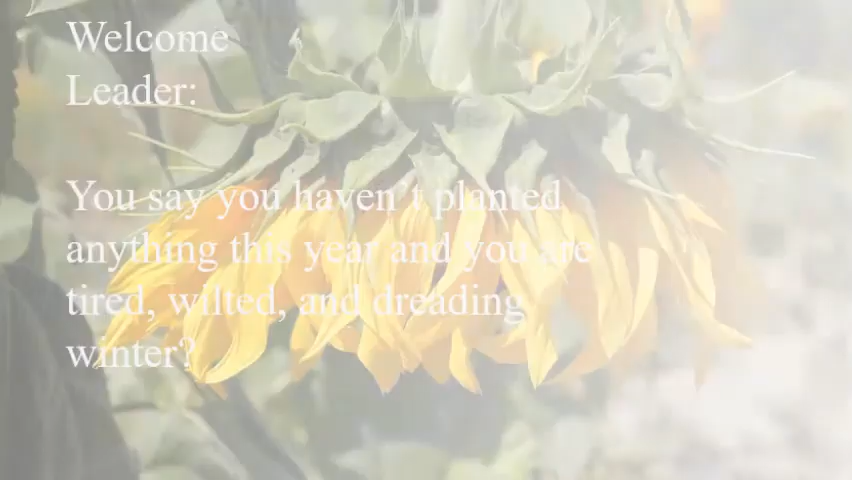 Welcome
Leader:
You say you haven't planted
anything this year and you are
tired, wilted, and dreading
winter?